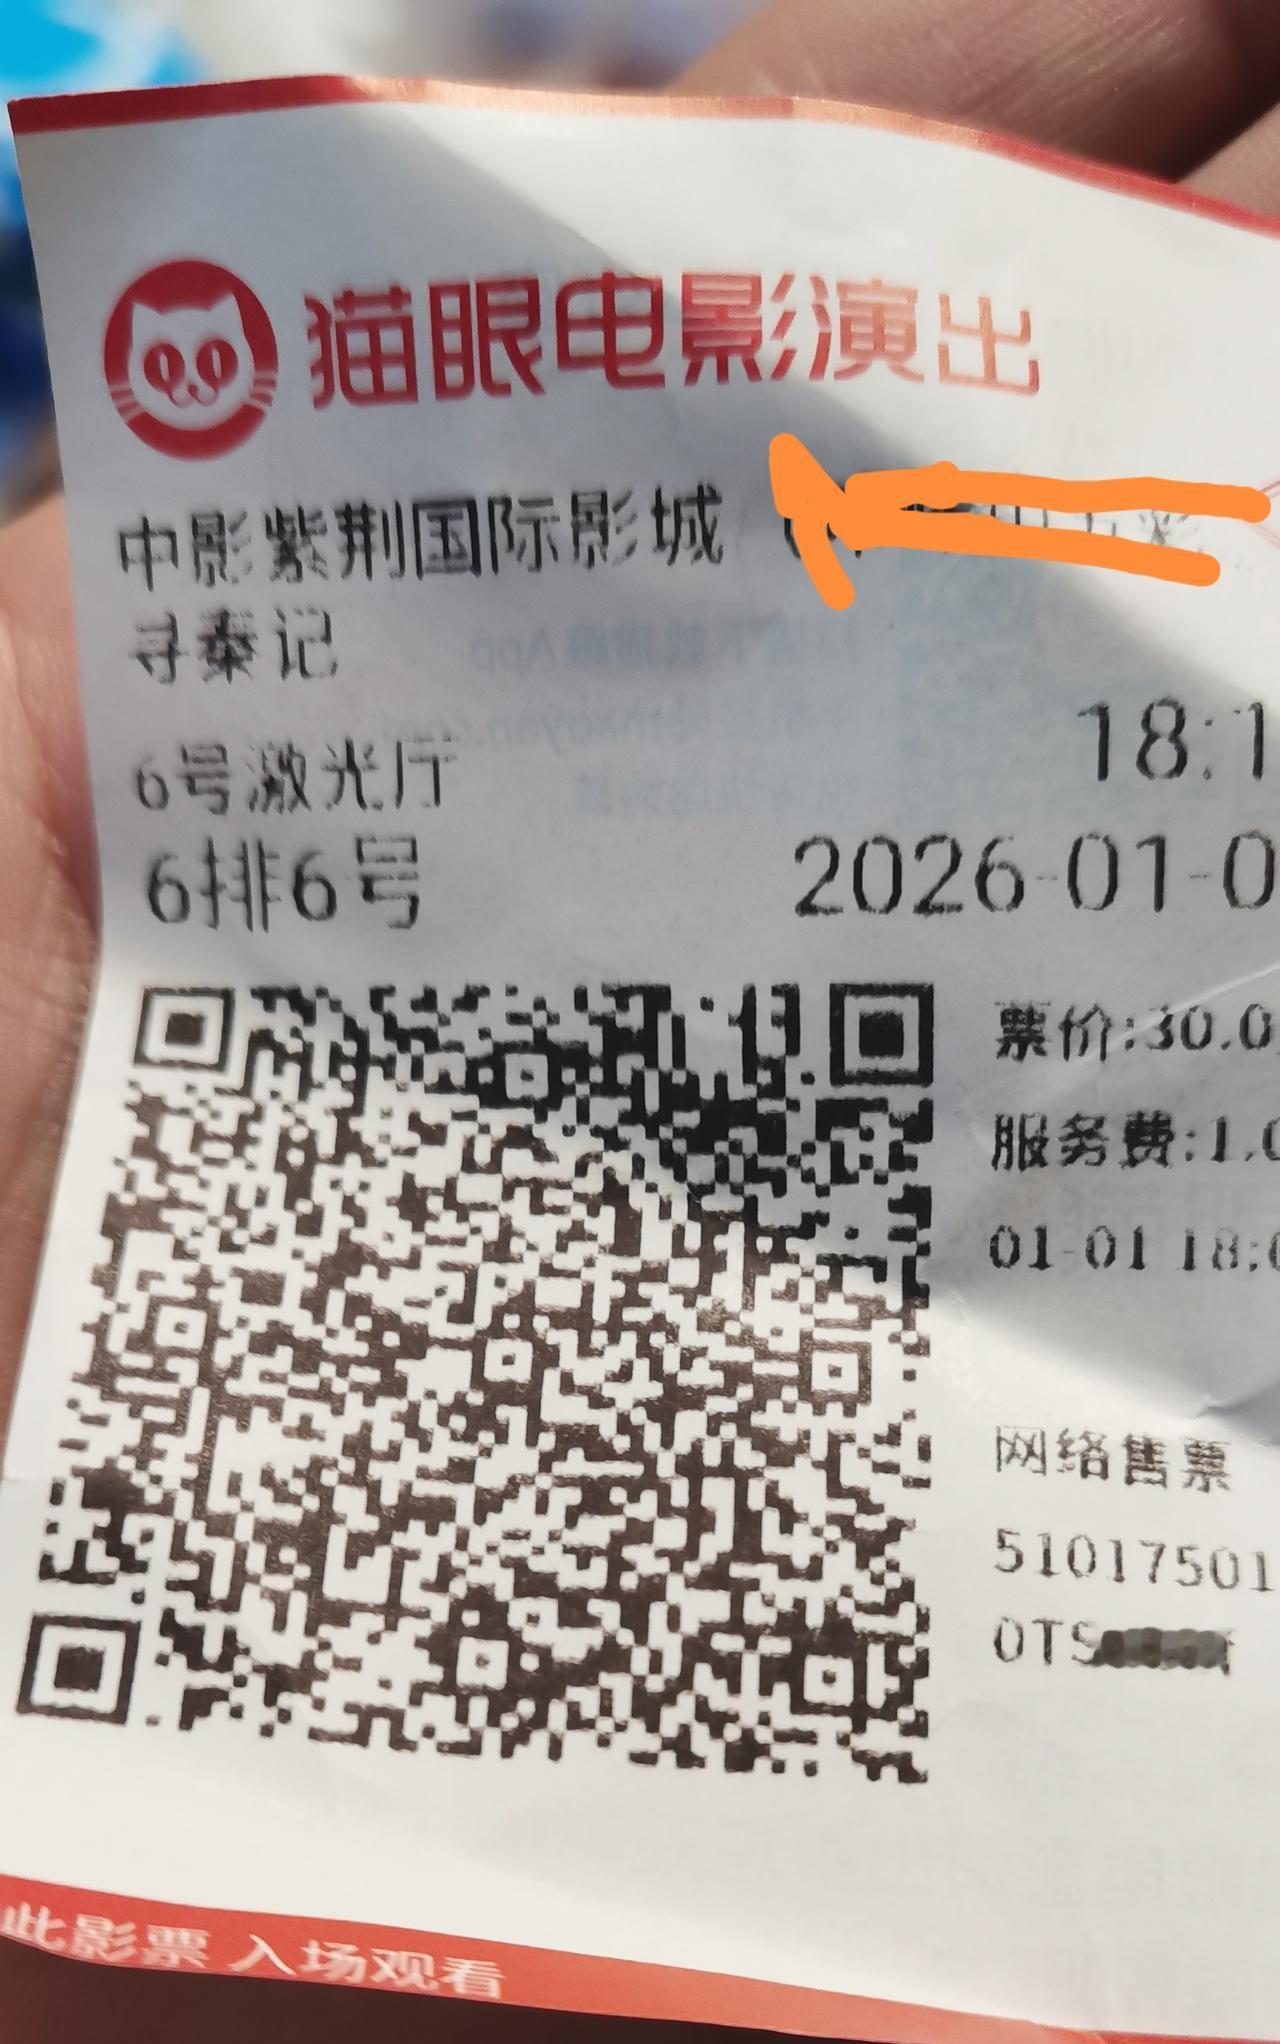 猫眼电影演出
中影紫荆国际影城
寻秦记
6号激光厅
18:1
6排6号
2026-01-0
票价:30.0
服务费:1.0
01-01 18:0
网络售票
51017501
0TS
此影票 入场观看